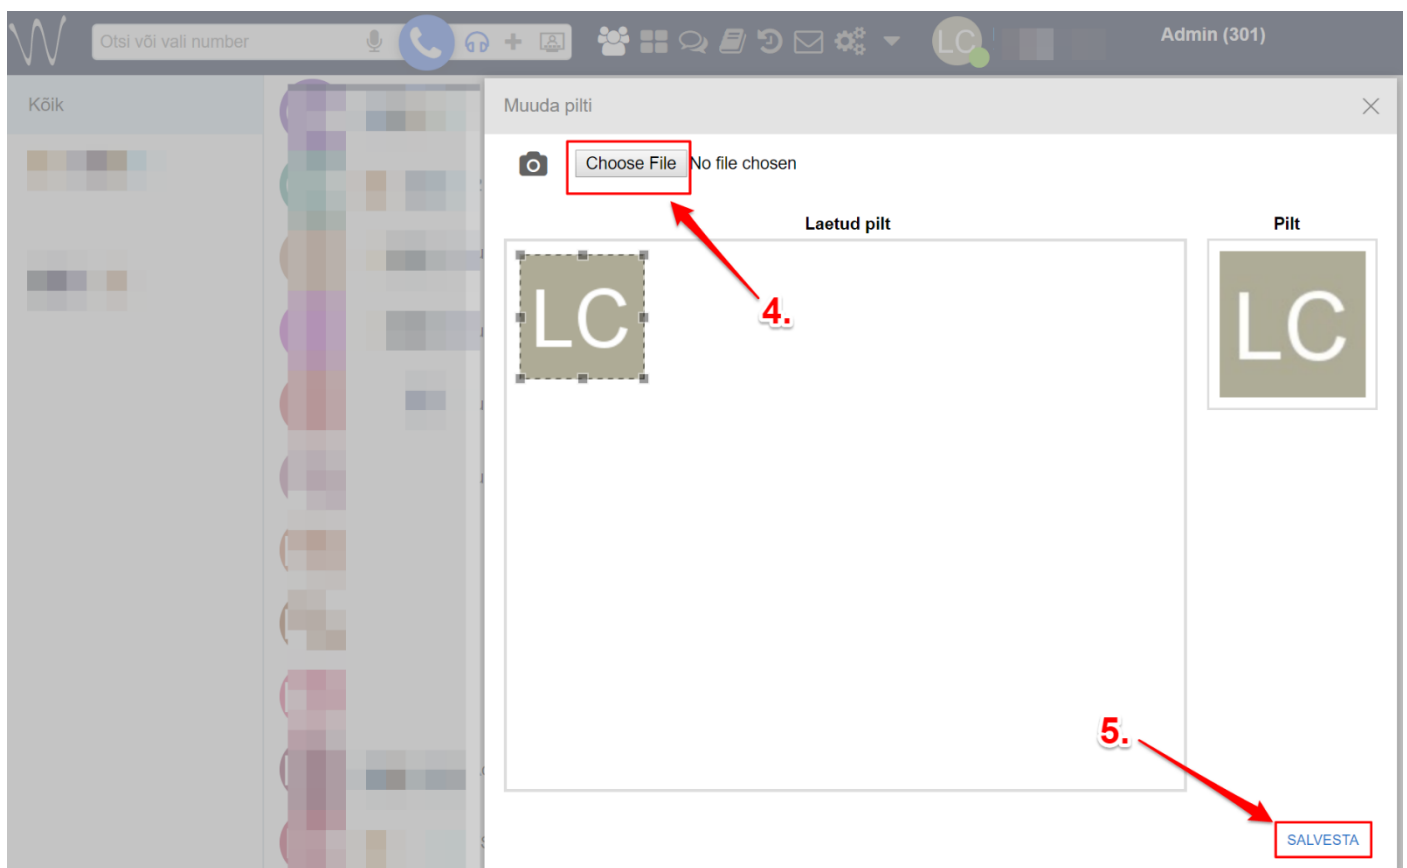 Otsi või vali number
LC
Admin (301)
Kõik
Muuda pilti
Choose File No file chosen
Laetud pilt
Pilt
LC
LC
4.
5.
SALVESTA